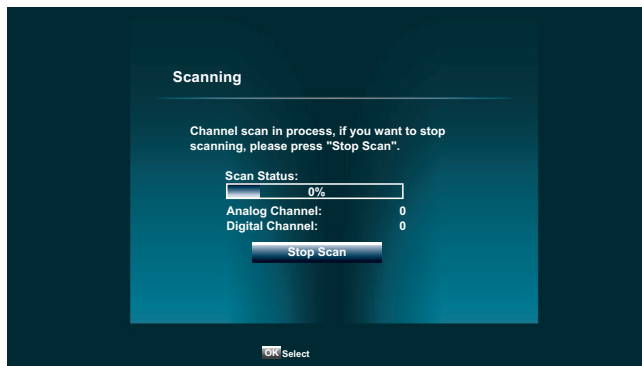 Scanning
Channel scan in process, if you want to stop
scanning, please press "Stop Scan".
Scan Status:
0%
Analog Channel: 0
Digital Channel: 0
Stop Scan
OK Select